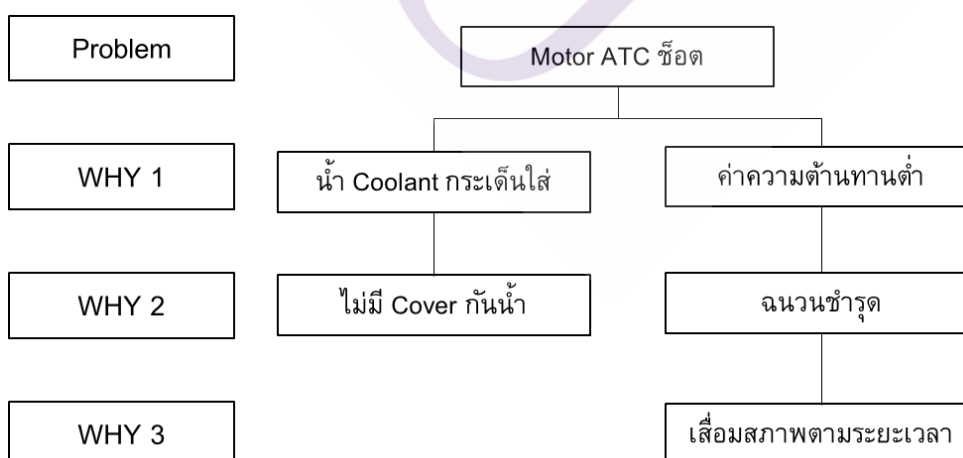 Problem
Motor ATC ช็อต
WHY 1
น้ำ Coolant กระเด็นใส่
ค่าความต้านทานต่ำ
WHY 2
ไม่มี Cover กันน้ำ
ฉนวนชำรุด
WHY 3
เสื่อมสภาพตามระยะเวลา